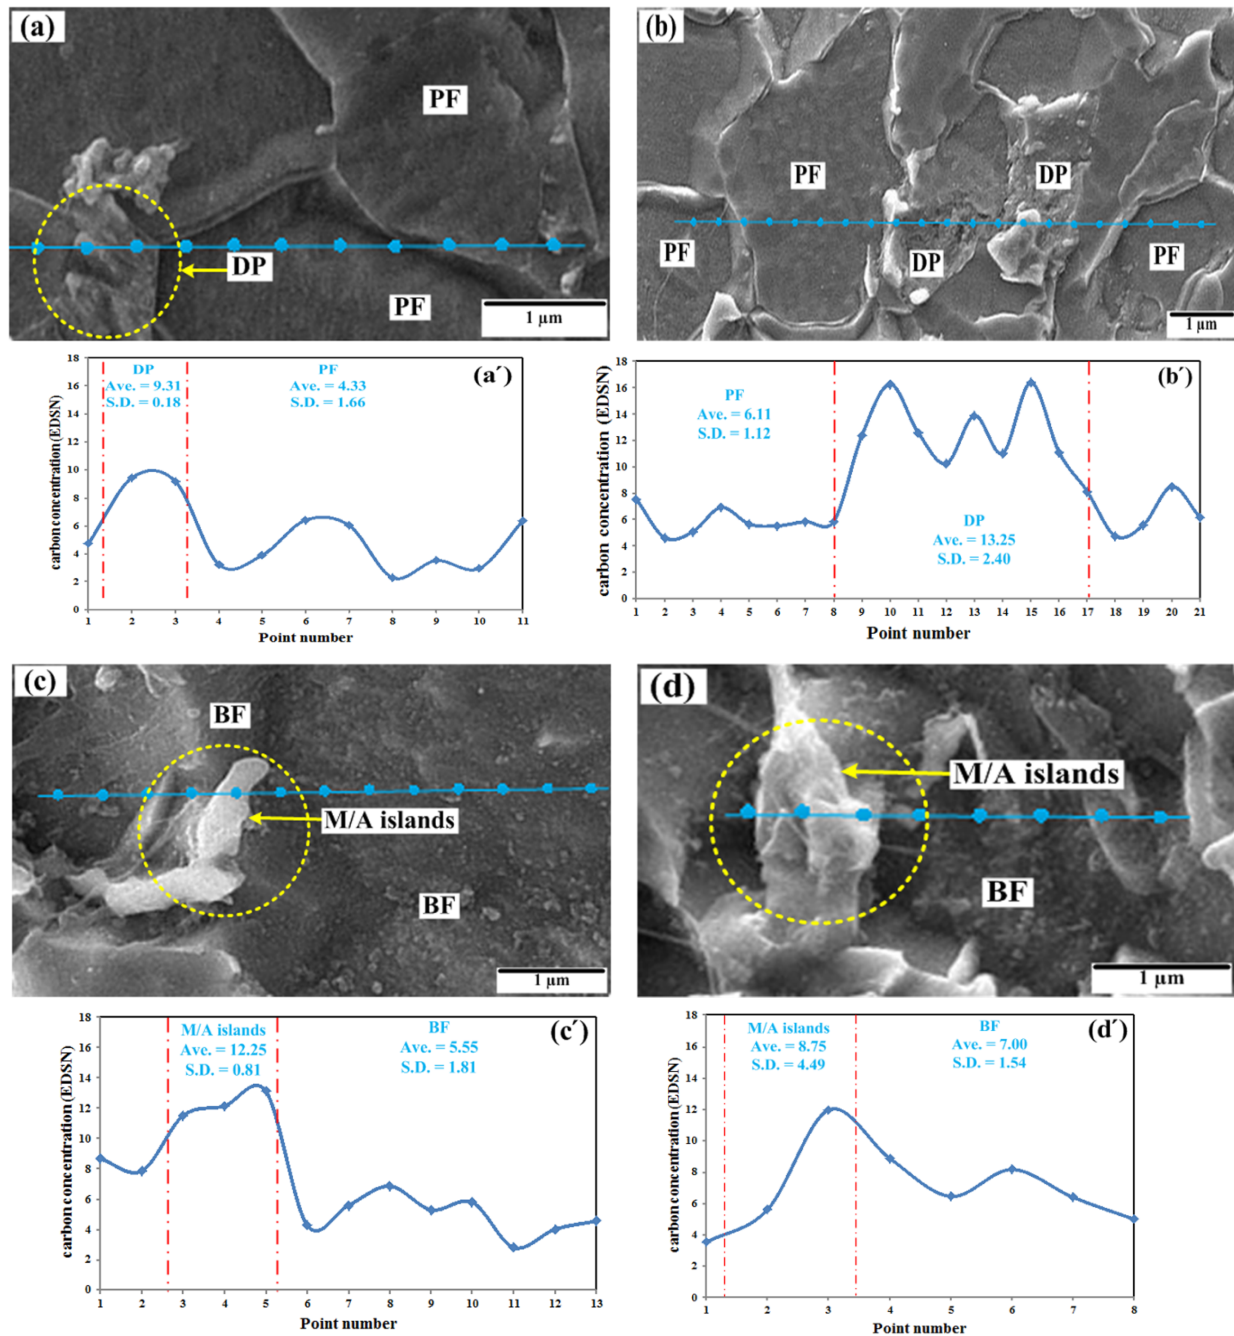 (a)
PF
DP
PF
1 µm
(b)
PF
DP
PF
DP
PF
1 µm
(a´)
DP
Ave. = 9.31
S.D. = 0.18
PF
Ave. = 4.33
S.D. = 1.66
carbon concentration (EDSN)
18
16
14
12
10
8
6
4
2
0
1 2 3 4 5 6 7 8 9 10 11
Point number
(b´)
PF
Ave. = 6.11
S.D. = 1.12
DP
Ave. = 13.25
S.D. = 2.40
carbon concentration (EDSN)
18
16
14
12
10
8
6
4
2
0
1 2 3 4 5 6 7 8 9 10 11 12 13 14 15 16 17 18 19 20 21
Point number
(c)
BF
M/A islands
BF
1 µm
(d)
M/A islands
BF
1 µm
(c´)
M/A islands
Ave. = 12.25
S.D. = 0.81
BF
Ave. = 5.55
S.D. = 1.81
carbon concentration (EDSN)
18
16
14
12
10
8
6
4
2
0
1 2 3 4 5 6 7 8 9 10 11 12 13
Point number
(d´)
M/A islands
Ave. = 8.75
S.D. = 4.49
BF
Ave. = 7.00
S.D. = 1.54
carbon concentration (EDSN)
18
16
14
12
10
8
6
4
2
0
1 2 3 4 5 6 7 8
Point number